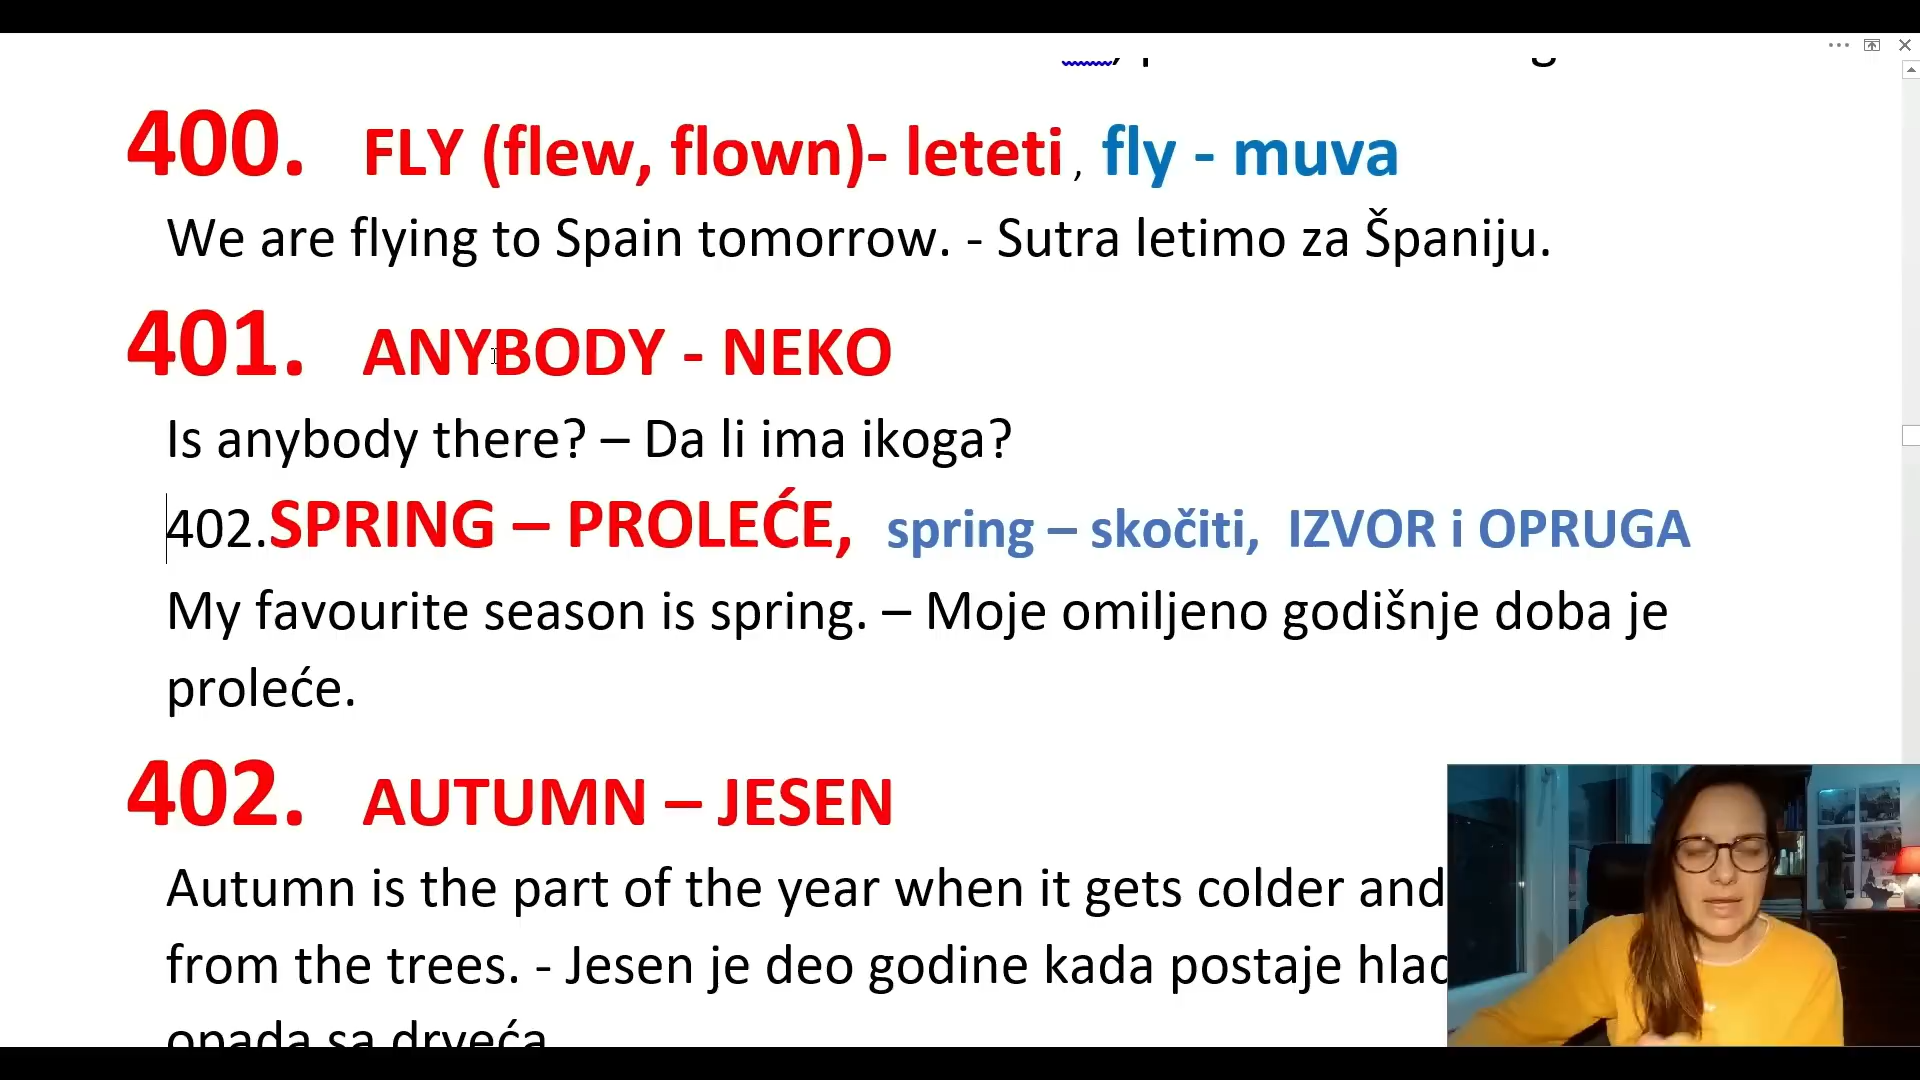 400. FLY (flew, flown)- leteti , fly - muva
We are flying to Spain tomorrow. - Sutra letimo za Španiju.
401. ANYBODY - NEKO
Is anybody there? – Da li ima ikoga?
402.SPRING – PROLEĆE, spring – skočiti, IZVOR i OPRUGA
My favourite season is spring. – Moje omiljeno godišnje doba je
proleće.
402. AUTUMN – JESEN
Autumn is the part of the year when it gets colder and
from the trees. - Jesen je deo godine kada postaje
opada sa drveća